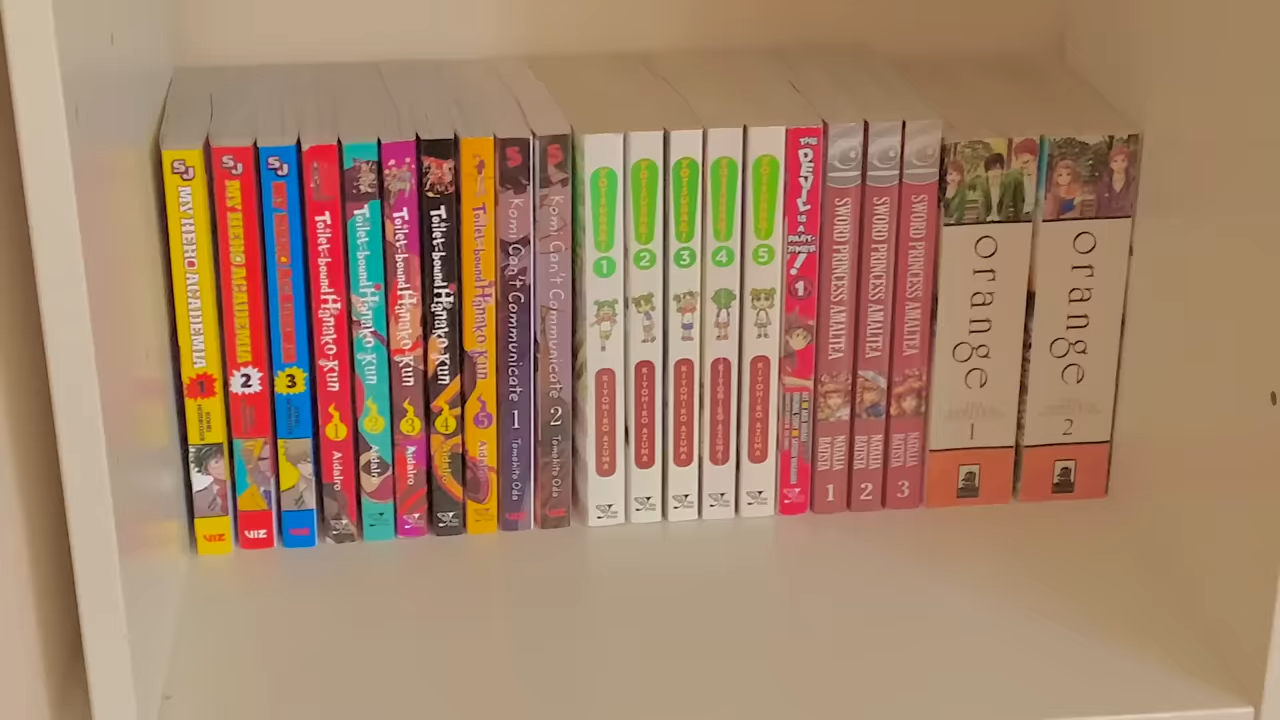 SJ MY HERO ACADEMIA 1 VIZ
SJ MY HERO ACADEMIA 2 VIZ
SJ 3 VIZ
Toilet-bound Hanako-kun 1 AidaIro
Toilet-bound Hanako-kun 2 AidaIro
Toilet-bound Hanako-kun 3 AidaIro
Toilet-bound Hanako-kun 4 AidaIro
Toilet-bound Hanako-kun 5 AidaIro
Komi Can't Communicate 1 Tomohito Oda
Komi Can't Communicate 2 Tomohito Oda
YOTSUBA&! 1 KIYOHIKO AZUMA
YOTSUBA&! 2 KIYOHIKO AZUMA
YOTSUBA&! 3 KIYOHIKO AZUMA
YOTSUBA&! 4 KIYOHIKO AZUMA
YOTSUBA&! 5 KIYOHIKO AZUMA
THE DEVIL IS A PART-TIMER! 1
SWORD PRINCESS AMALTEA NATALIA BATISTA 1
SWORD PRINCESS AMALTEA NATALIA BATISTA 2
SWORD PRINCESS AMALTEA NATALIA BATISTA 3
orange 1
orange 2